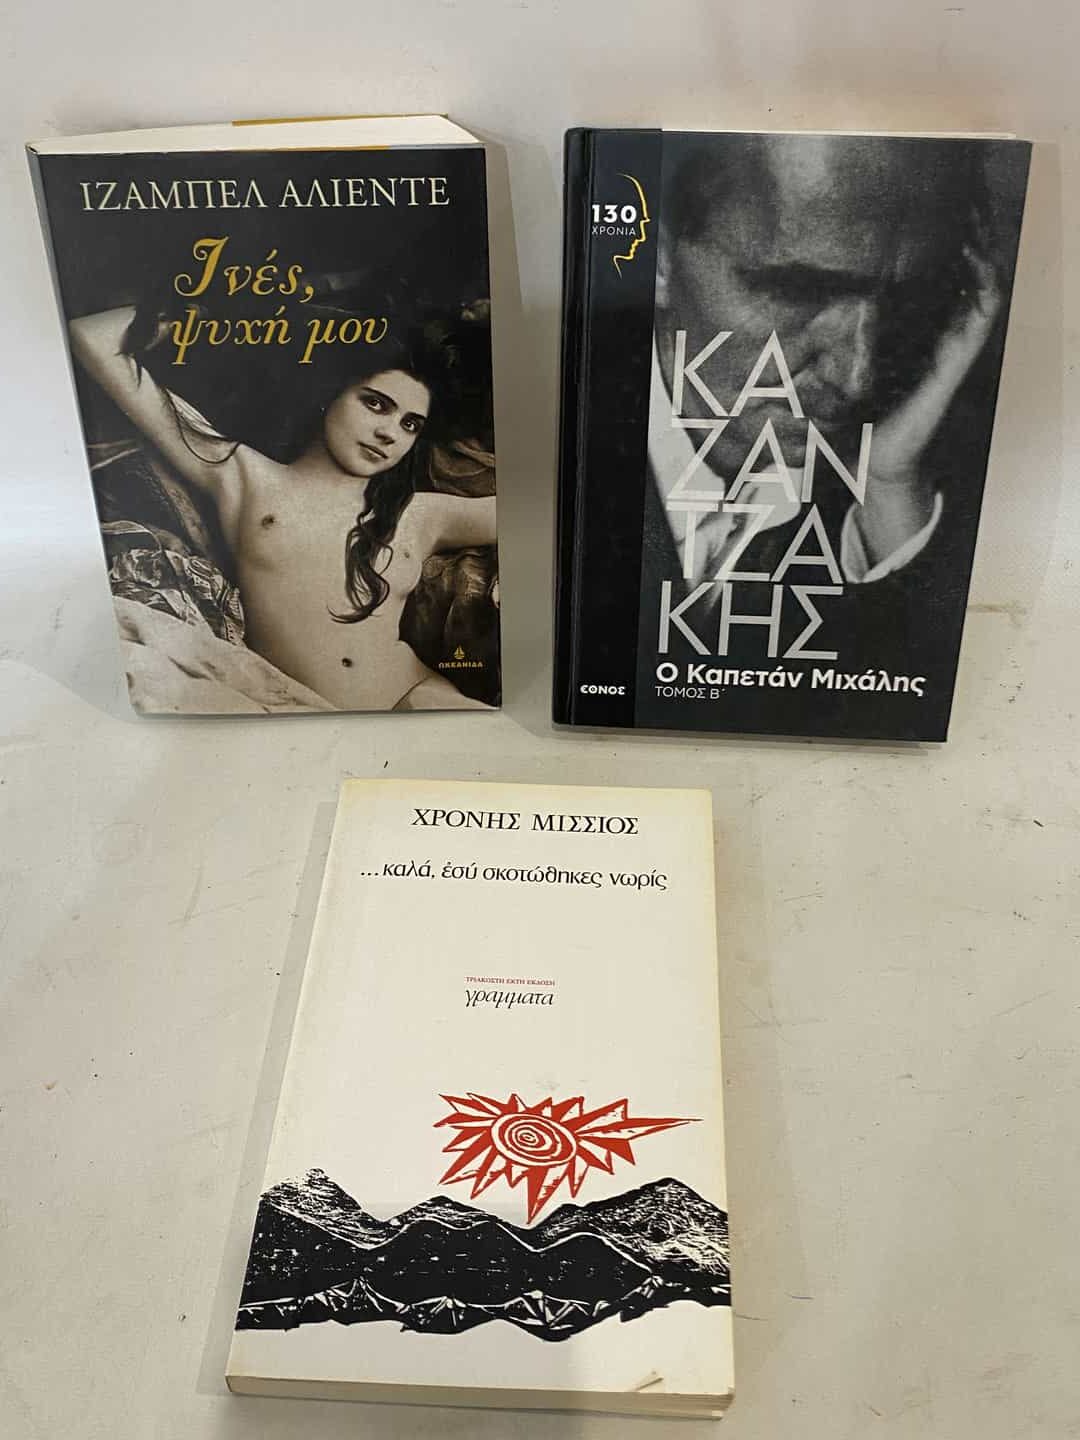 ΙΖΑΜΠΕΛ ΑΛΙΕΝΤΕ
Ινές,
ψυχή μου
ΩΚΕΑΝΙΔΑ
130
ΧΡΟΝΙΑ
ΚΑ
ΖΑΝ
ΤΖΑ
ΚΗΣ
Ο Καπετάν Μιχάλης
ΤΟΜΟΣ Β΄
ΕΘΝΟΣ
ΧΡΟΝΗΣ ΜΙΣΣΙΟΣ
...καλά, ἐσύ σκοτώθηκες νωρίς
ΤΡΙΑΚΟΣΤΗ ΕΚΤΗ ΕΚΔΟΣΗ
γραμματα